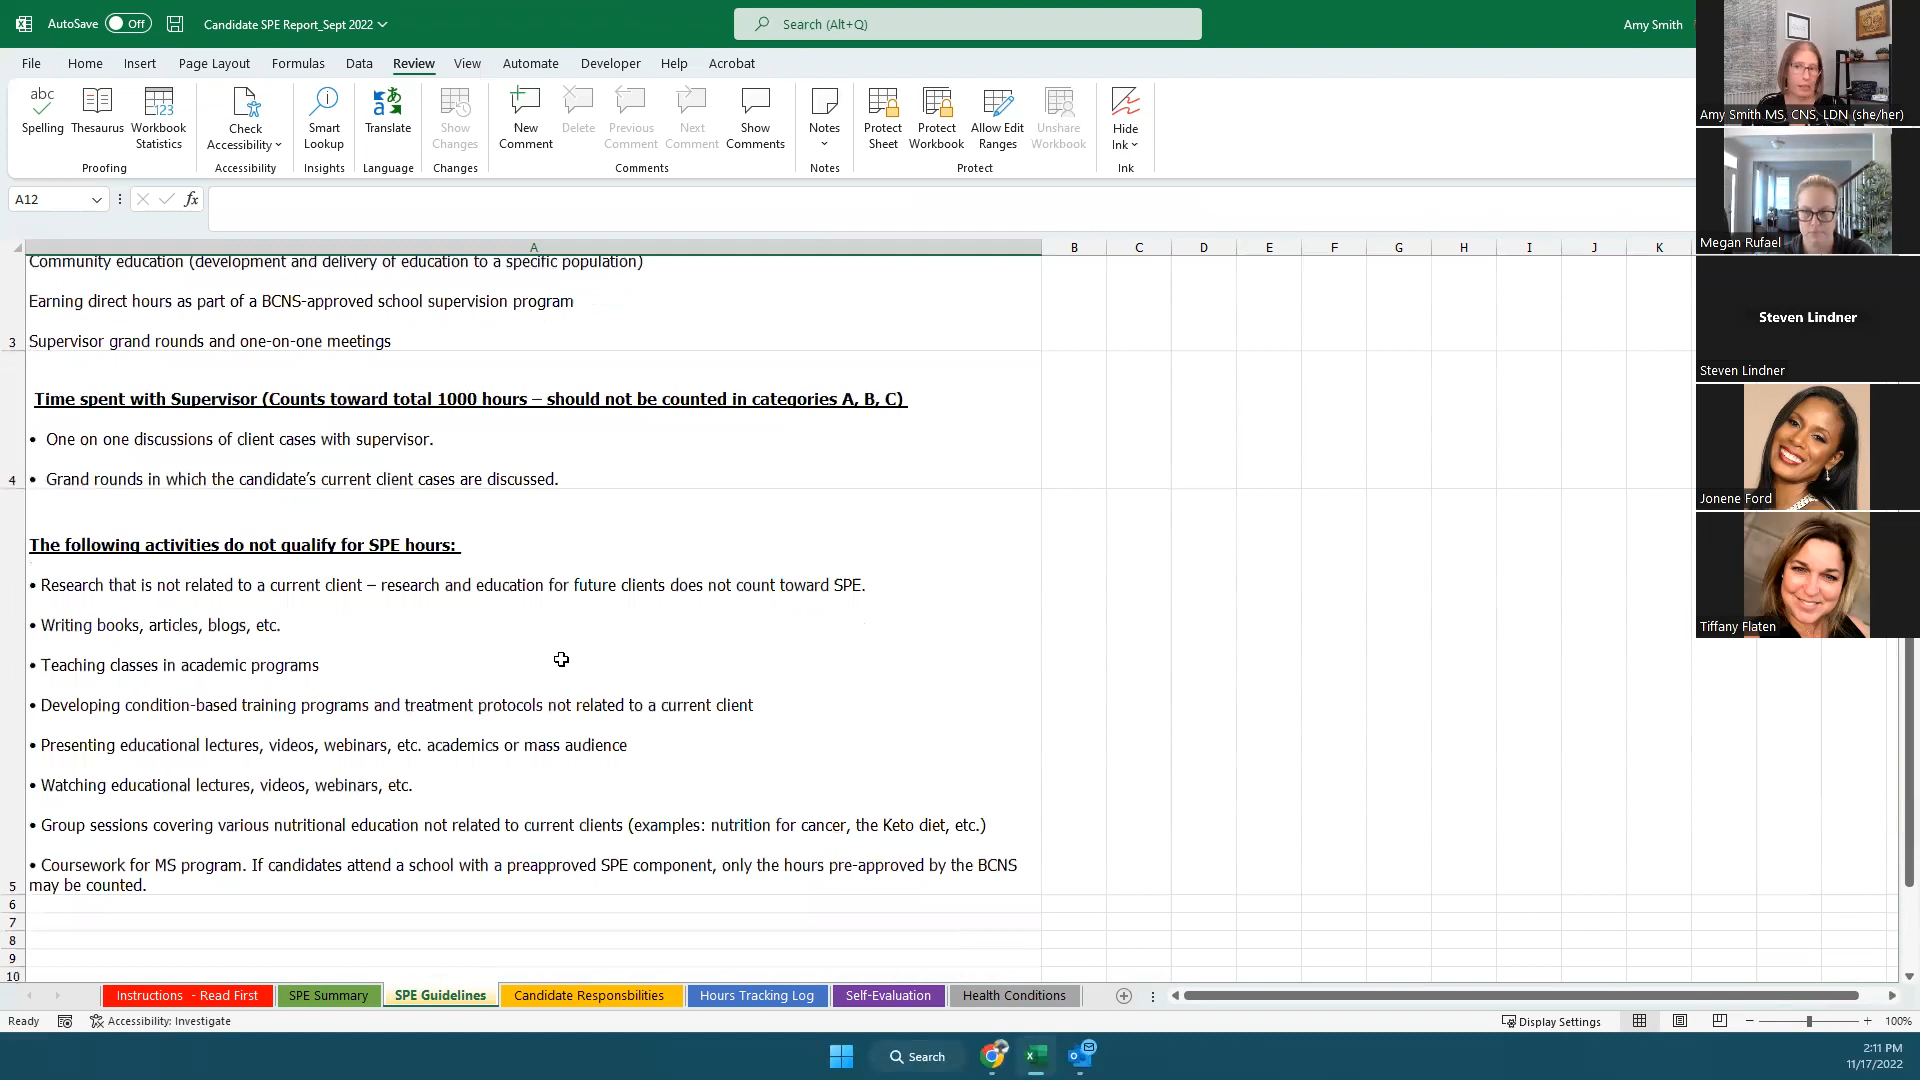 AutoSave Off Candidate SPE Report_Sept 2022 Search (Alt+Q) Amy Smith
File Home Insert Page Layout Formulas Data Review View Automate Developer Help Acrobat
abc 123
Spelling Thesaurus Workbook Statistics Check Accessibility Smart Lookup Translate Show Changes New Comment Delete Previous Comment Next Comment Show Comments Notes Protect Sheet Protect Workbook Allow Edit Ranges Unshare Workbook Hide Ink
Proofing Accessibility Insights Language Changes Comments Notes Protect Ink
A12 fx
A B C D E F G H I J K
Community education (development and delivery of education to a specific population)
Earning direct hours as part of a BCNS-approved school supervision program
3 Supervisor grand rounds and one-on-one meetings
Time spent with Supervisor (Counts toward total 1000 hours – should not be counted in categories A, B, C)
• One on one discussions of client cases with supervisor.
4 • Grand rounds in which the candidate’s current client cases are discussed.
The following activities do not qualify for SPE hours:
• Research that is not related to a current client – research and education for future clients does not count toward SPE.
• Writing books, articles, blogs, etc.
• Teaching classes in academic programs
• Developing condition-based training programs and treatment protocols not related to a current client
• Presenting educational lectures, videos, webinars, etc. academics or mass audience
• Watching educational lectures, videos, webinars, etc.
• Group sessions covering various nutritional education not related to current clients (examples: nutrition for cancer, the Keto diet, etc.)
• Coursework for MS program. If candidates attend a school with a preapproved SPE component, only the hours pre-approved by the BCNS
5 may be counted.
6
7
8
9
10
Instructions - Read First SPE Summary SPE Guidelines Candidate Responsbilities Hours Tracking Log Self-Evaluation Health Conditions
Ready Accessibility: Investigate Display Settings 100%
Search
2:11 PM
11/17/2022
Amy Smith MS, CNS, LDN (she/her)
Megan Rufael
Steven Lindner
Steven Lindner
Jonene Ford
Tiffany Flaten